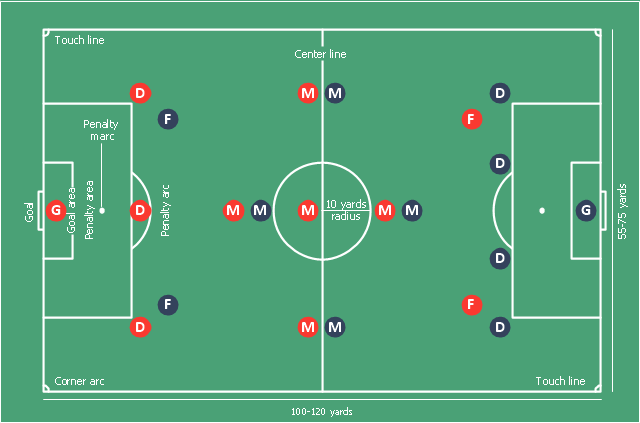 Touch line
Center line
D
M
M
D
F
F
Penalty
marc
D
Goal
G
Goal area
Penalty area
D
Penalty arc
M
M
M
10 yards
radius
M
M
G
55-75 yards
D
F
F
D
M
M
D
Corner arc
Touch line
100-120 yards